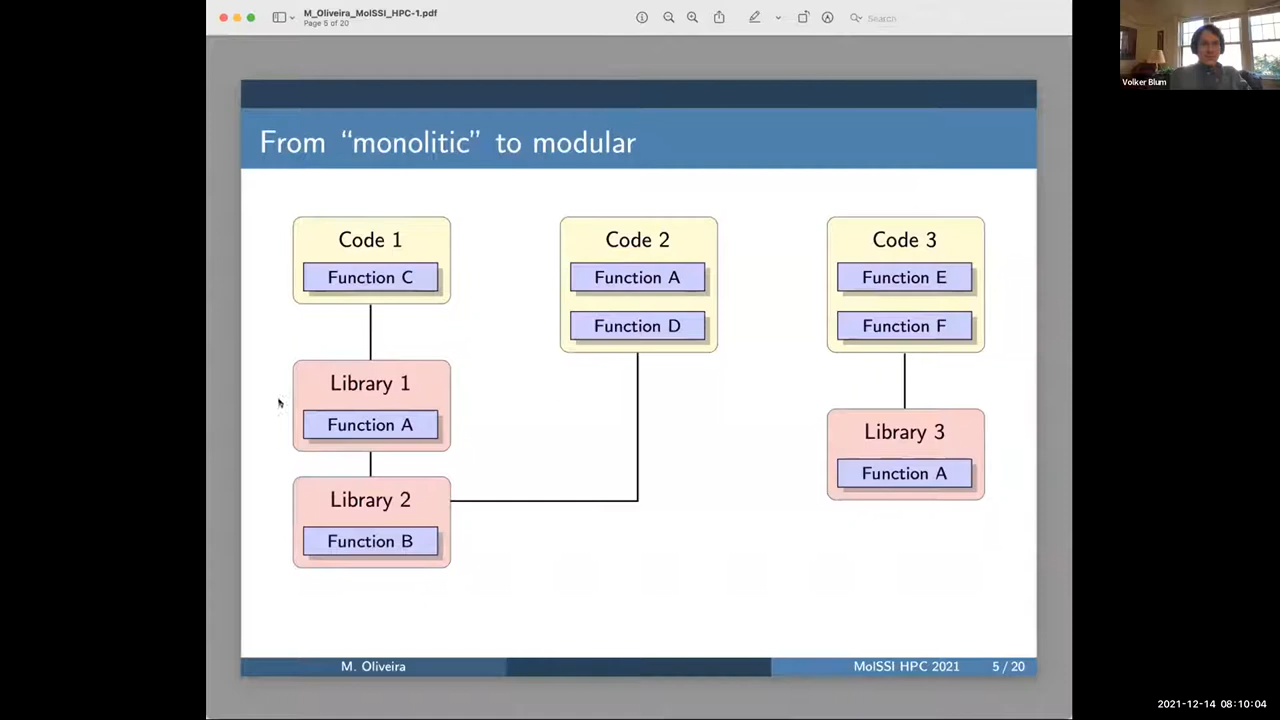 M_Oliveira_MolSSI_HPC-1.pdf
Page 5 of 20
Search
Volker Blum
From “monolitic” to modular
Code 1
Function C
Library 1
Function A
Library 2
Function B
Code 2
Function A
Function D
Code 3
Function E
Function F
Library 3
Function A
M. Oliveira
MolSSI HPC 2021
5 / 20
2021-12-14 08:10:04